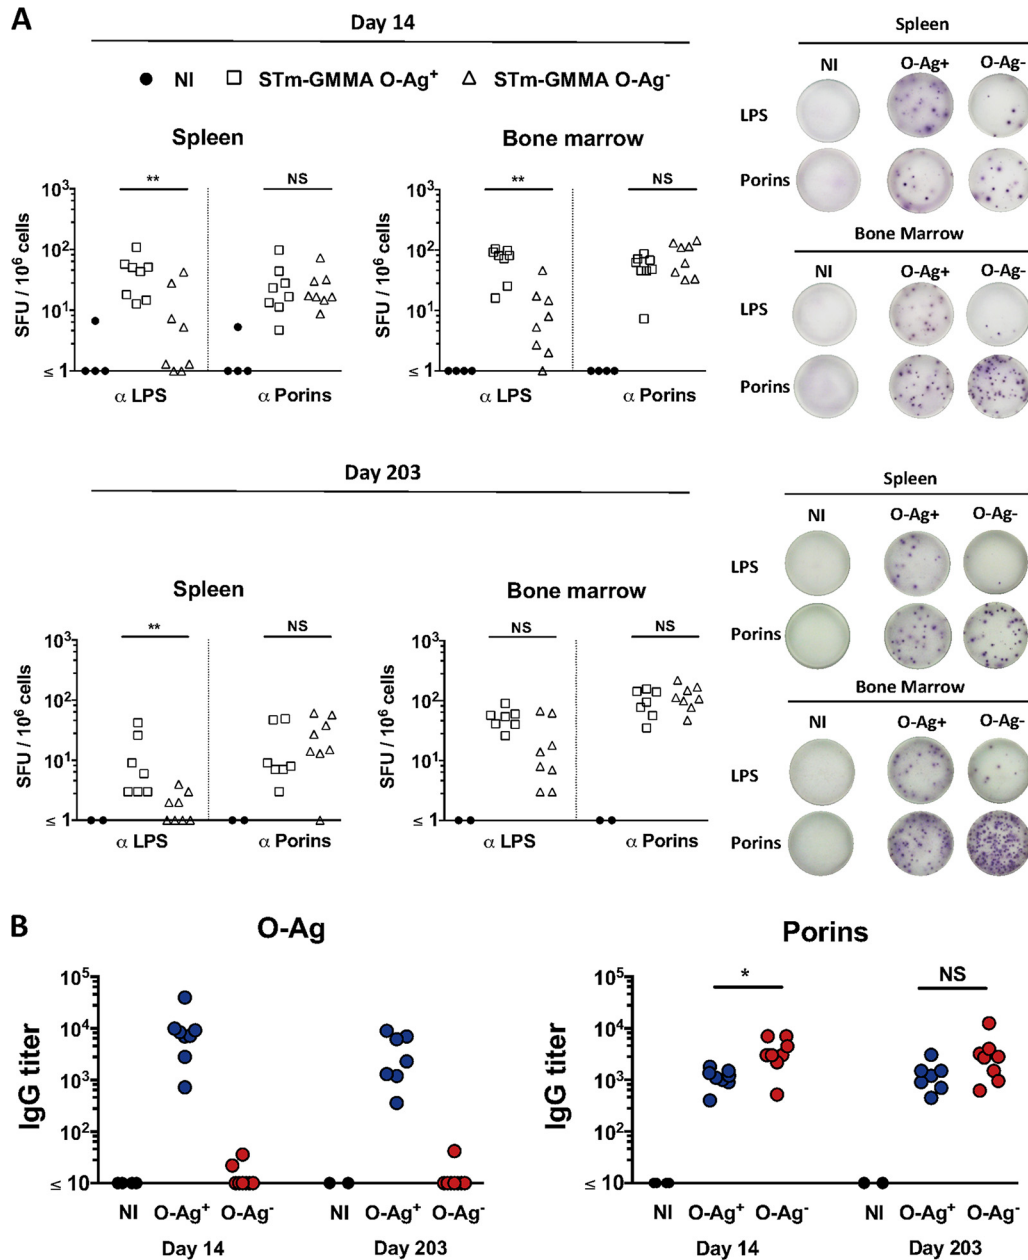 A
Day 14
● NI □ STm-GMMA O-Ag⁺ △ STm-GMMA O-Ag⁻
Spleen
SFU / 10⁶ cells
10³
10²
10¹
≤ 1
**
NS
α LPS α Porins
Bone marrow
SFU / 10⁶ cells
10³
10²
10¹
≤ 1
**
NS
α LPS α Porins
Spleen
NI O-Ag+ O-Ag-
LPS
Porins
Bone Marrow
NI O-Ag+ O-Ag-
LPS
Porins
Day 203
Spleen
SFU / 10⁶ cells
10³
10²
10¹
≤ 1
**
NS
α LPS α Porins
Bone marrow
SFU / 10⁶ cells
10³
10²
10¹
≤ 1
NS
NS
α LPS α Porins
Spleen
NI O-Ag+ O-Ag-
LPS
Porins
Bone Marrow
NI O-Ag+ O-Ag-
LPS
Porins
B
O-Ag
IgG titer
10⁵
10⁴
10³
10²
≤ 10
NI O-Ag⁺ O-Ag⁻ NI O-Ag⁺ O-Ag⁻
Day 14 Day 203
Porins
IgG titer
10⁵
10⁴
10³
10²
≤ 10
*
NS
NI O-Ag⁺ O-Ag⁻ NI O-Ag⁺ O-Ag⁻
Day 14 Day 203